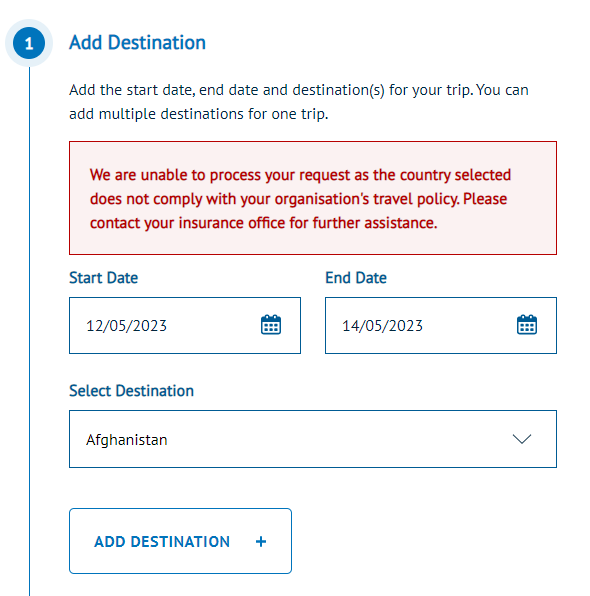 1
Add Destination
Add the start date, end date and destination(s) for your trip. You can
add multiple destinations for one trip.
We are unable to process your request as the country selected
does not comply with your organisation's travel policy. Please
contact your insurance office for further assistance.
Start Date
End Date
12/05/2023
14/05/2023
Select Destination
Afghanistan
ADD DESTINATION +